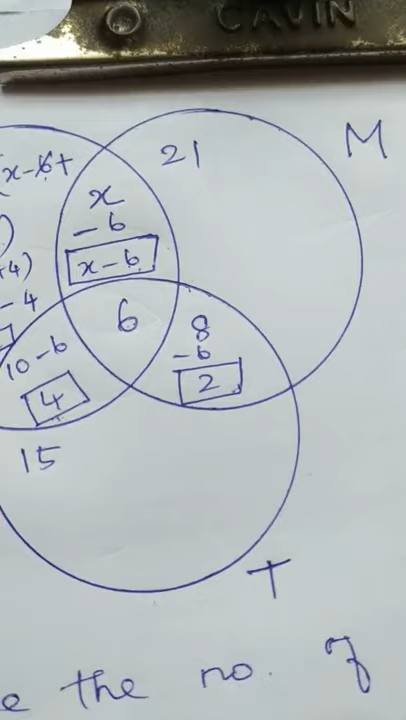 CAVIN
M
21
(x-6+
x
- 6
x-6
)
+4)
- 4
6
8
- 6
2
10-6
4
15
T
e the no. of